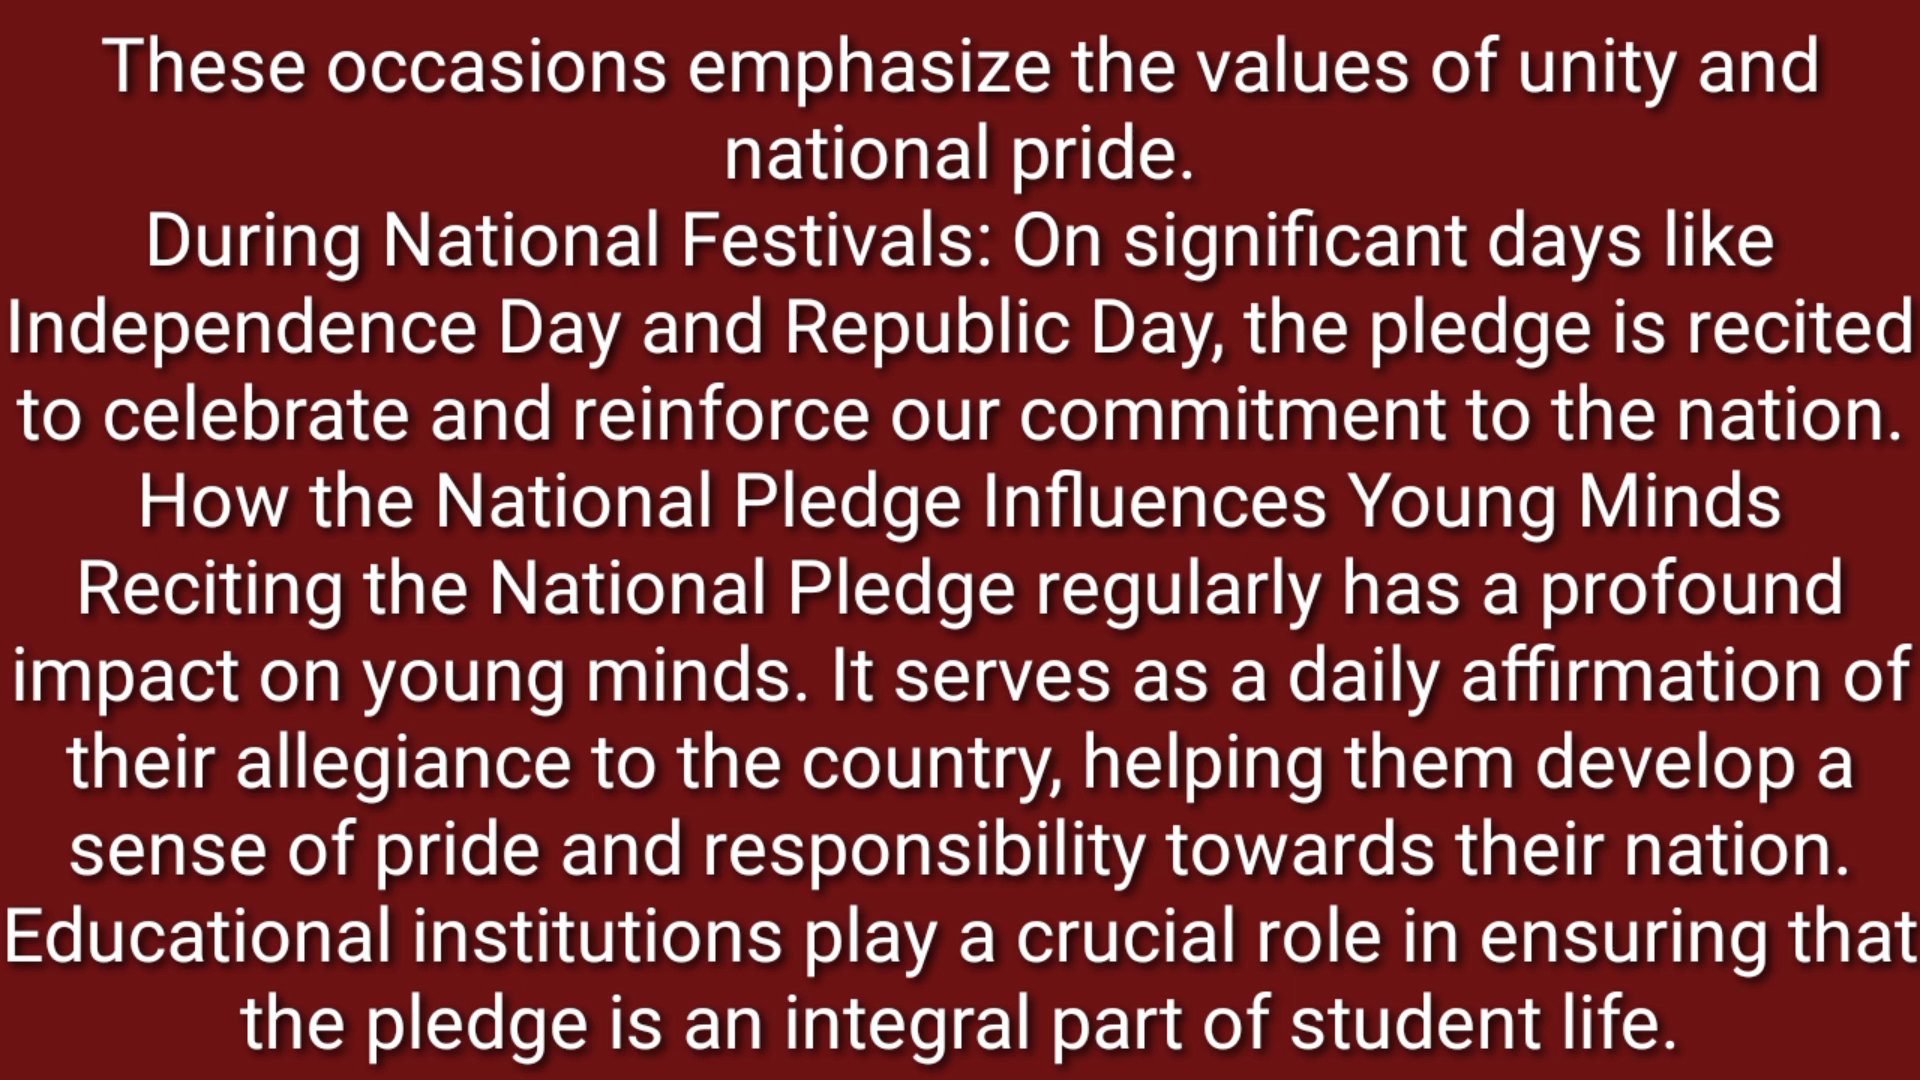 These occasions emphasize the values of unity and
national pride.
During National Festivals: On significant days like
Independence Day and Republic Day, the pledge is recited
to celebrate and reinforce our commitment to the nation.
How the National Pledge Influences Young Minds
Reciting the National Pledge regularly has a profound
impact on young minds. It serves as a daily affirmation of
their allegiance to the country, helping them develop a
sense of pride and responsibility towards their nation.
Educational institutions play a crucial role in ensuring that
the pledge is an integral part of student life.